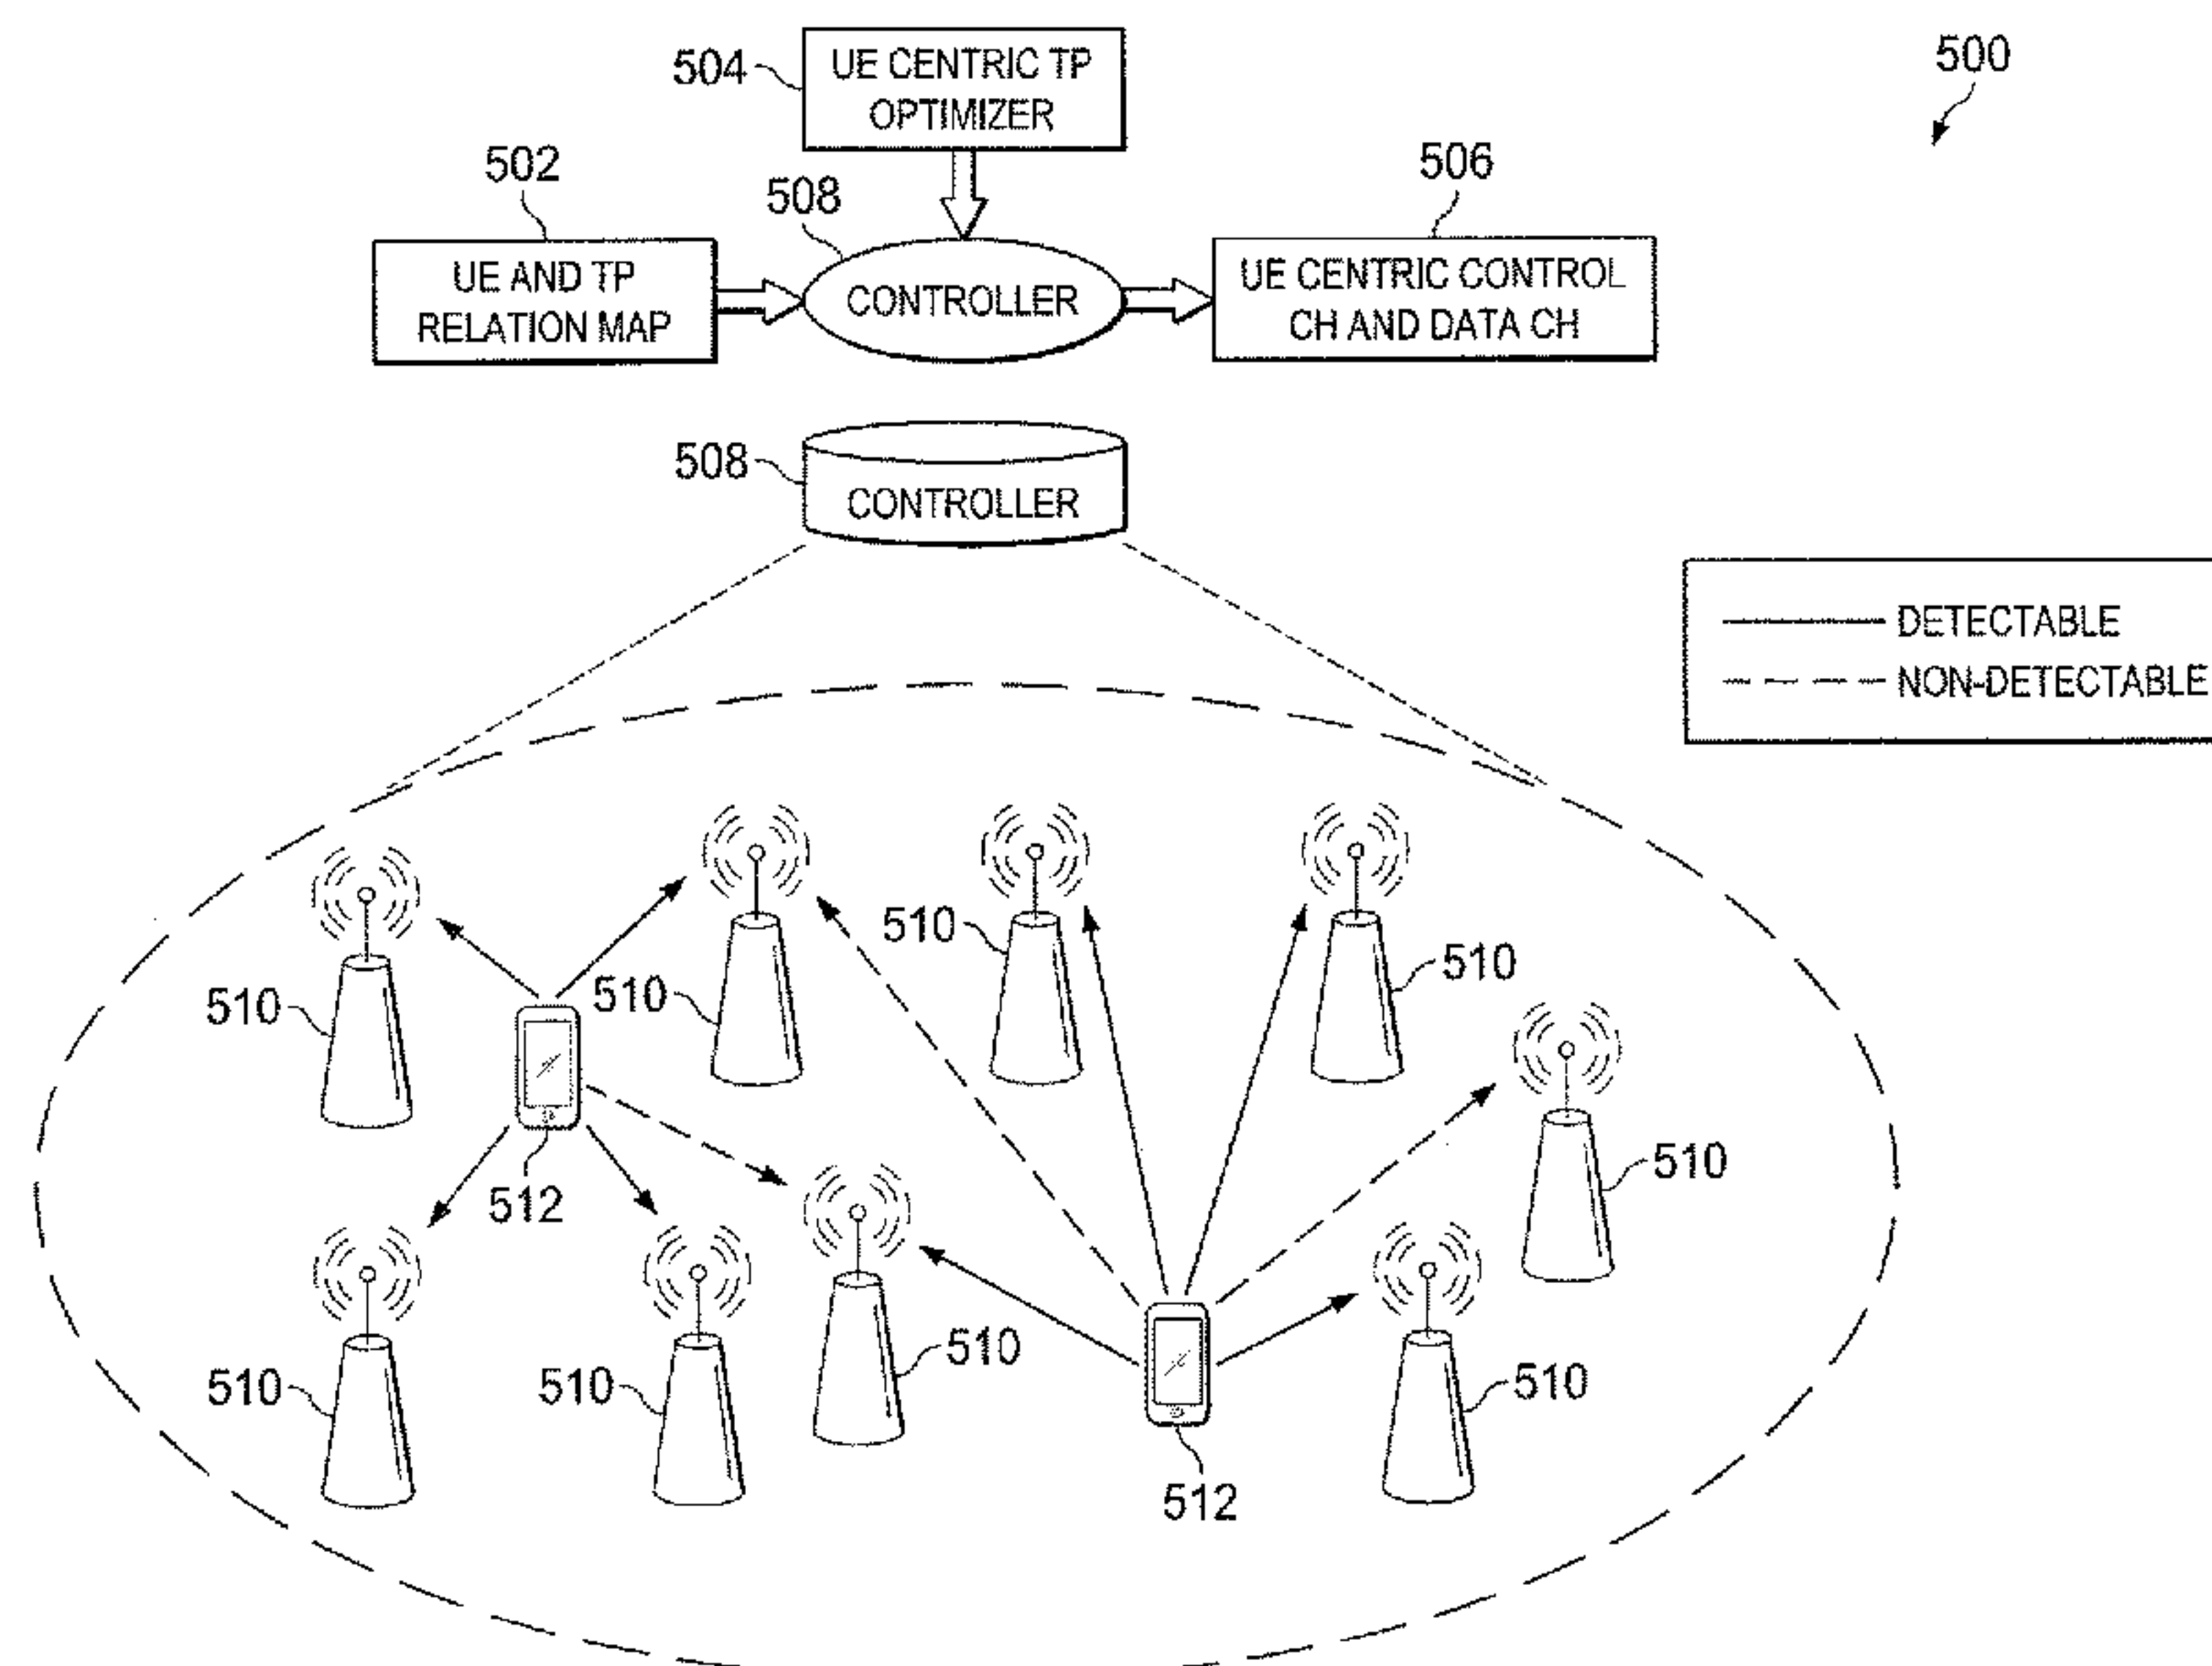 500
504
UE CENTRIC TP
OPTIMIZER
502
508
506
UE AND TP
RELATION MAP
CONTROLLER
UE CENTRIC CONTROL
CH AND DATA CH
508
CONTROLLER
DETECTABLE
NON-DETECTABLE
510
510
510
510
510
512
510
510
510
510
512